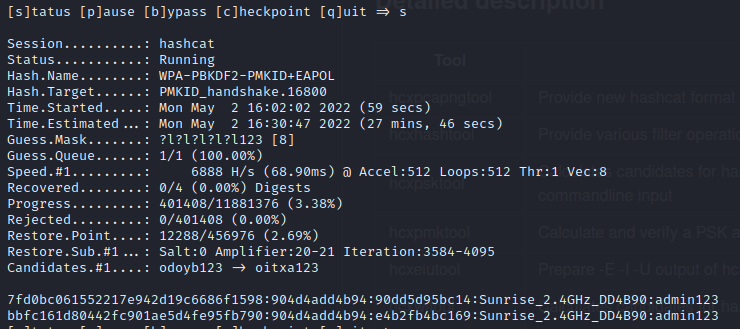 Detailed description
[s]tatus [p]ause [b]ypass [c]heckpoint [q]uit => s
Session..........: hashcat
Status...........: Running
Tool
Hash.Name........: WPA-PBKDF2-PMKID+EAPOL
Hash.Target......: PMKID_handshake.16800
hcxpcapngtool Provide new hashcat format
Time.Started.....: Mon May  2 16:02:02 2022 (59 secs)
Time.Estimated...: Mon May  2 16:30:47 2022 (27 mins, 46 secs)
hcxhashtool Provide various filter operatio
Guess.Mask.......: ?l?l?l?l?l123 [8]
Guess.Queue......: 1/1 (100.00%)
Speed.#1.........:     6888 H/s (68.90ms) @ Accel:512 Loops:512 Thr:1 Vec:8
candidates for ha
hcxpsktool
commandline input
Recovered........: 0/4 (0.00%) Digests
Progress.........: 401408/11881376 (3.38%)
Rejected.........: 0/401408 (0.00%)
hcxpmktool Calculate and verify a PSK a
Restore.Point....: 12288/456976 (2.69%)
Restore.Sub.#1...: Salt:0 Amplifier:20-21 Iteration:3584-4095
Candidates.#1....: odoyb123 -> oitxa123
hcxeiutool Prepare -E -I -U output of hc
7fd0bc061552217e942d19c6686f1598:904d4add4b94:90dd5d95bc14:Sunrise_2.4GHz_DD4B90:admin123
bbfc161d80442fc901ae5d4fe95fb790:904d4add4b94:e4b2fb4bc169:Sunrise_2.4GHz_DD4B90:admin123